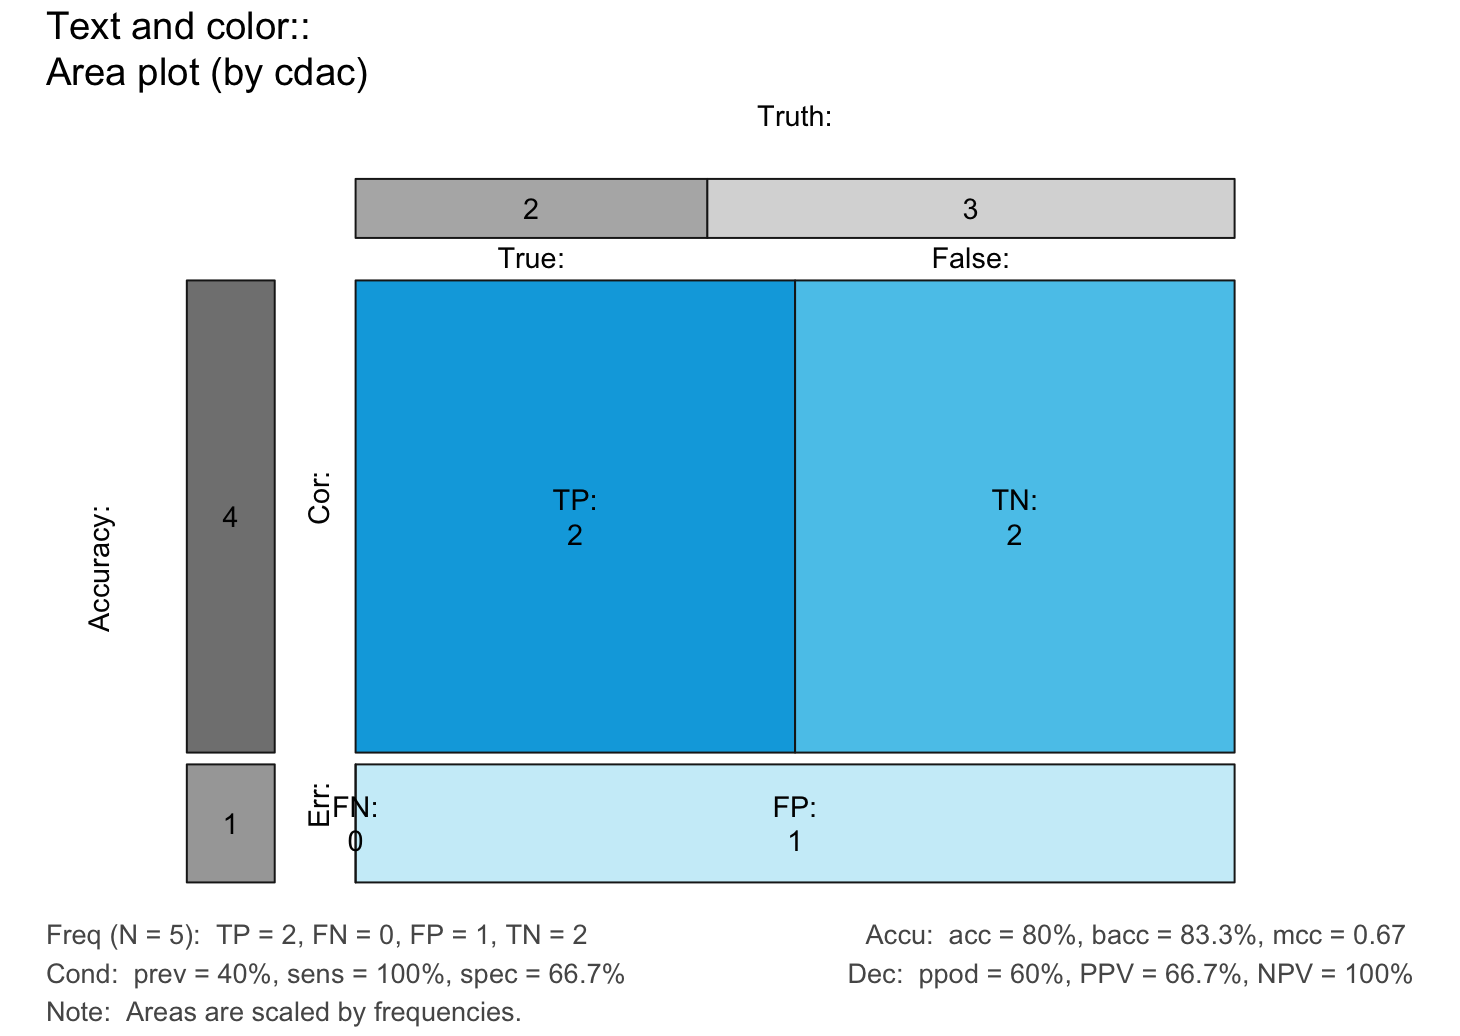 Text and color::
Area plot (by cdac)
Truth:
2
3
True:
False:
Accuracy:
4
Cor:
TP:
2
TN:
2
1
Err:
FN:
0
FP:
1
Freq (N = 5):  TP = 2, FN = 0, FP = 1, TN = 2
Accu:  acc = 80%, bacc = 83.3%, mcc = 0.67
Cond:  prev = 40%, sens = 100%, spec = 66.7%
Dec:  ppod = 60%, PPV = 66.7%, NPV = 100%
Note:  Areas are scaled by frequencies.